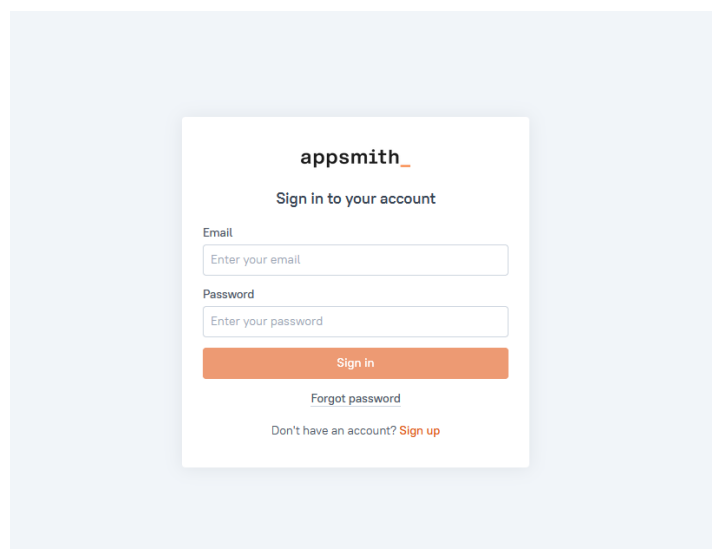 appsmith_
Sign in to your account
Email
Enter your email
Password
Enter your password
Sign in
Forgot password
Don't have an account? Sign up